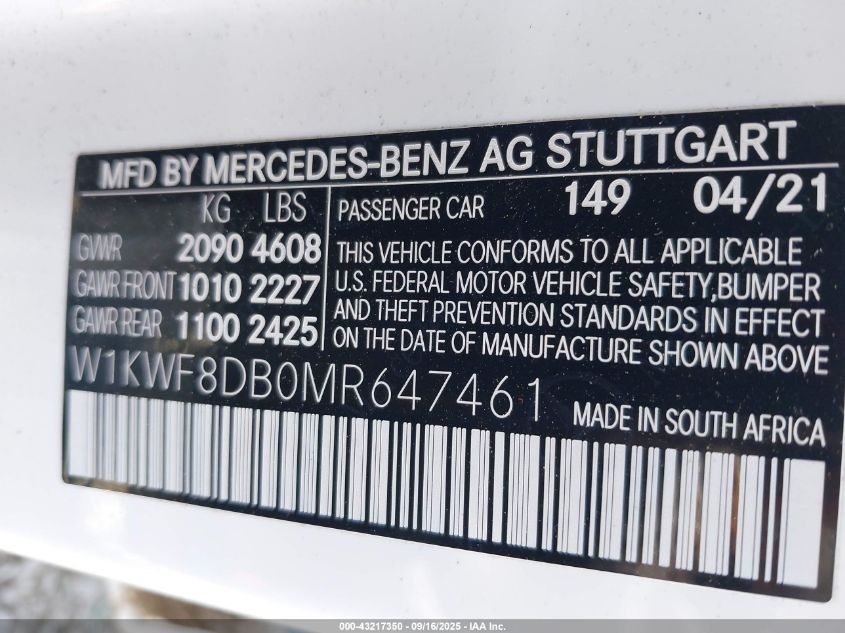 MFD BY MERCEDES-BENZ AG STUTTGART
KG LBS
GVWR 2090 4608
GAWR FRONT 1010 2227
GAWR REAR 1100 2425
PASSENGER CAR 149 04/21
THIS VEHICLE CONFORMS TO ALL APPLICABLE
U.S. FEDERAL MOTOR VEHICLE SAFETY,BUMPER
AND THEFT PREVENTION STANDARDS IN EFFECT
ON THE DATE OF MANUFACTURE SHOWN ABOVE
W1KWF8DB0MR647461
MADE IN SOUTH AFRICA
000-43217350 - 09/16/2025 - IAA Inc.